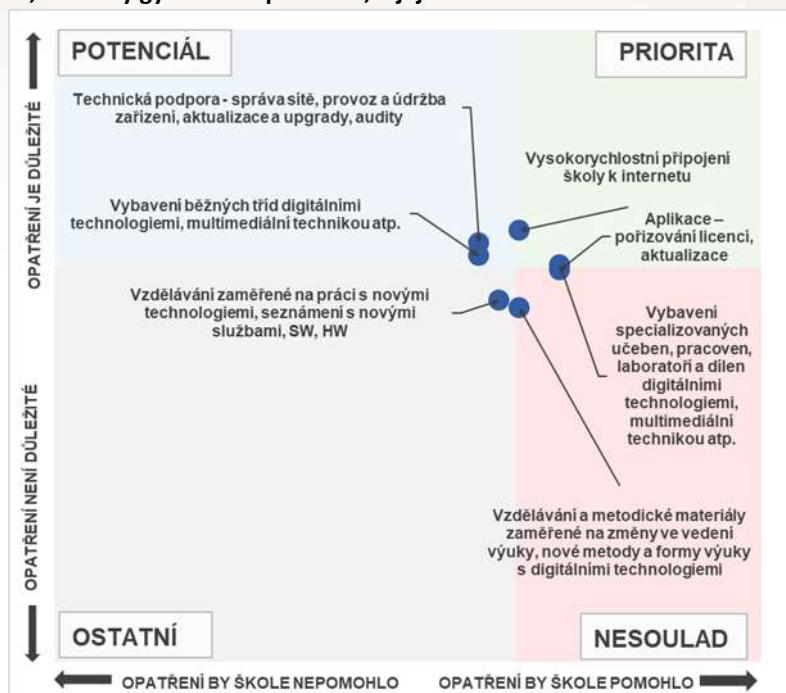 POTENCIÁL
PRIORITA
Technická podpora - správa sítě, provoz a údržba
zařízení, aktualizace a upgrady, audity
Vysokorychlostní připojení
školy k internetu
Vybavení běžných tříd digitálními
technologiemi, multimediální technikou atp.
Aplikace –
pořizování licencí,
aktualizace
Vzdělávání zaměřené na práci s novými
technologiemi, seznámení s novými
službami, SW, HW
Vybavení
specializovaných
učeben, pracoven,
laboratoří a dílen
digitálními
technologiemi,
multimediální
technikou atp.
Vzdělávání a metodické materiály
zaměřené na změny ve vedení
výuky, nové metody a formy výuky
s digitálními technologiemi
OSTATNÍ
NESOULAD
OPATŘENÍ JE DŮLEŽITÉ
OPATŘENÍ NENÍ DŮLEŽITÉ
OPATŘENÍ BY ŠKOLE NEPOMOHLO
OPATŘENÍ BY ŠKOLE POMOHLO